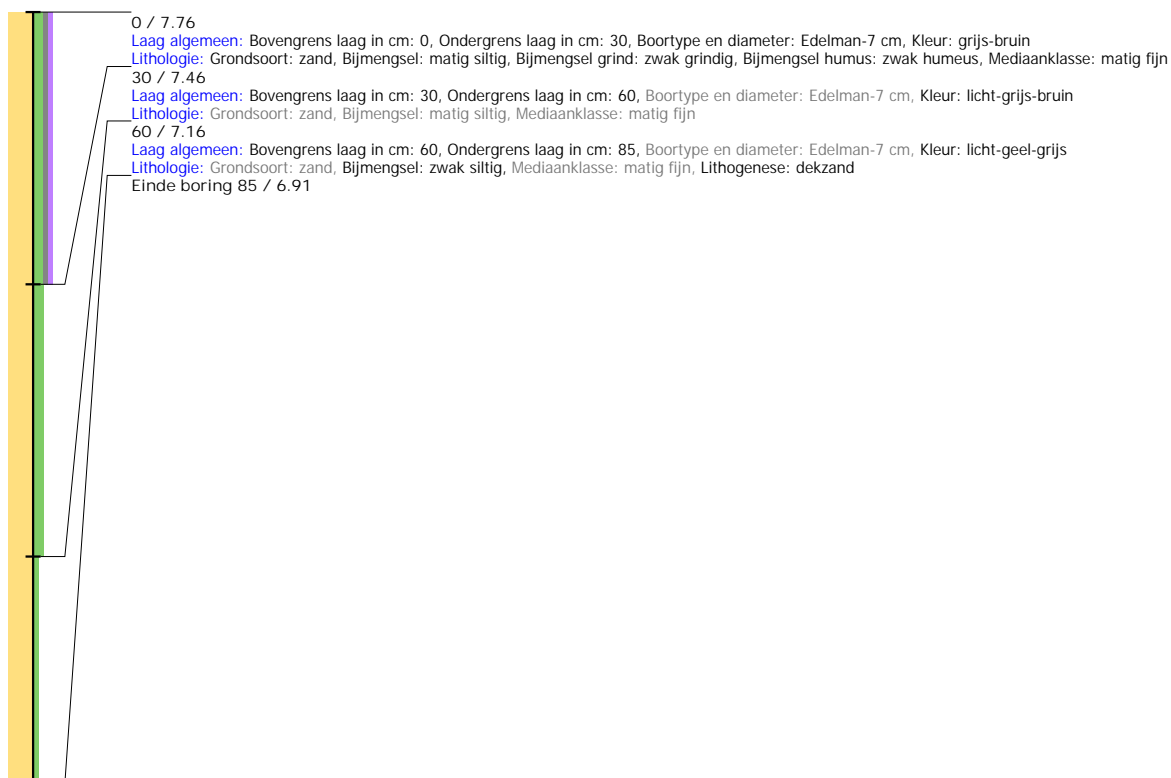 0 / 7.76
Laag algemeen: Bovengrens laag in cm: 0, Ondergrens laag in cm: 30, Boortype en diameter: Edelman-7 cm, Kleur: grijs-bruin
Lithologie: Grondsoort: zand, Bijmengsel: matig siltig, Bijmengsel grind: zwak grindig, Bijmengsel humus: zwak humeus, Mediaanklasse: matig fijn
30 / 7.46
Laag algemeen: Bovengrens laag in cm: 30, Ondergrens laag in cm: 60, Boortype en diameter: Edelman-7 cm, Kleur: licht-grijs-bruin
Lithologie: Grondsoort: zand, Bijmengsel: matig siltig, Mediaanklasse: matig fijn
60 / 7.16
Laag algemeen: Bovengrens laag in cm: 60, Ondergrens laag in cm: 85, Boortype en diameter: Edelman-7 cm, Kleur: licht-geel-grijs
Lithologie: Grondsoort: zand, Bijmengsel: zwak siltig, Mediaanklasse: matig fijn, Lithogenese: dekzand
Einde boring 85 / 6.91